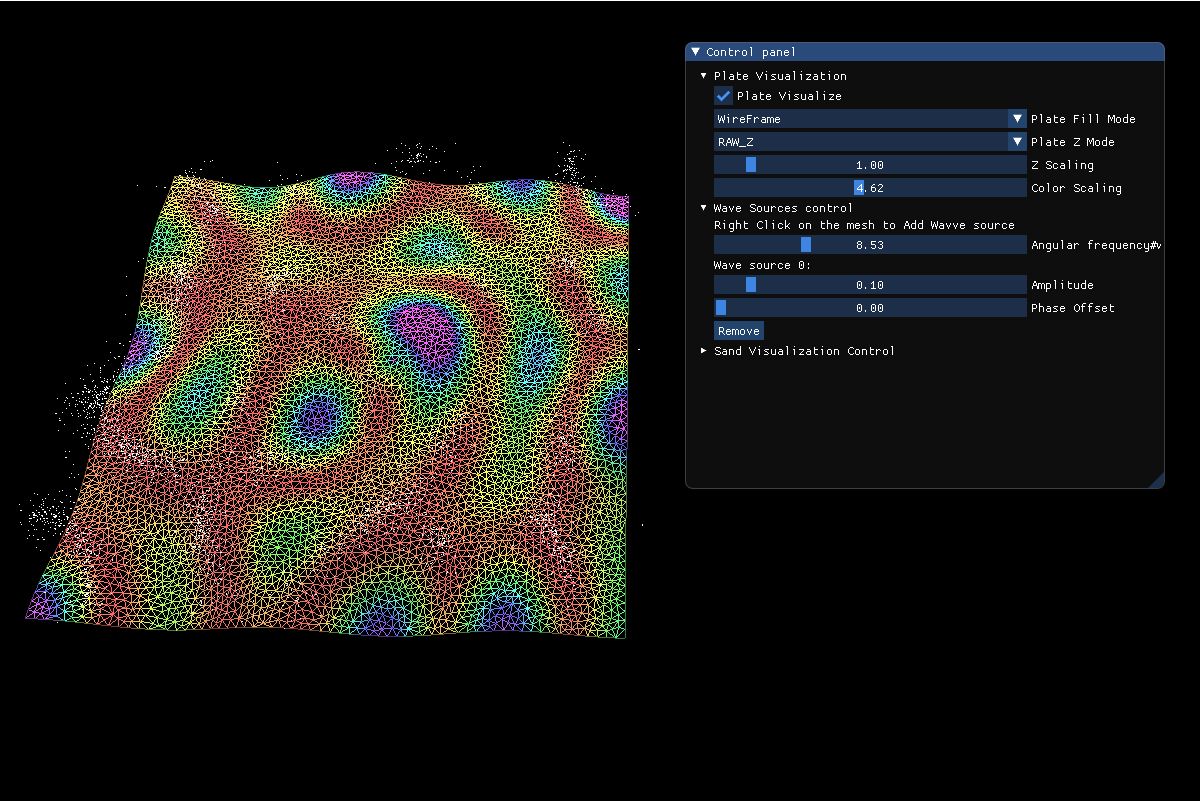 Control panel
Plate Visualization
Plate Visualize
WireFrame Plate Fill Mode
RAW_Z Plate Z Mode
1.00 Z Scaling
4.62 Color Scaling
Wave Sources control
Right Click on the mesh to Add Wavve source
8.53 Angular frequency#w
Wave source 0:
0.10 Amplitude
0.00 Phase Offset
Remove
Sand Visualization Control